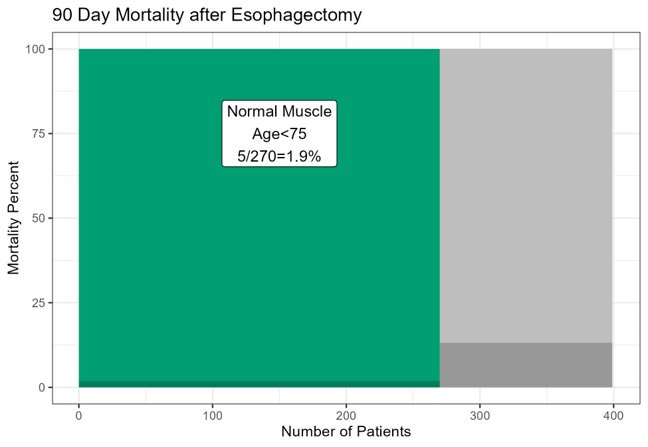 90 Day Mortality after Esophagectomy
100
75
50
25
0
Mortality Percent
Normal Muscle
Age<75
5/270=1.9%
0
100
200
300
400
Number of Patients